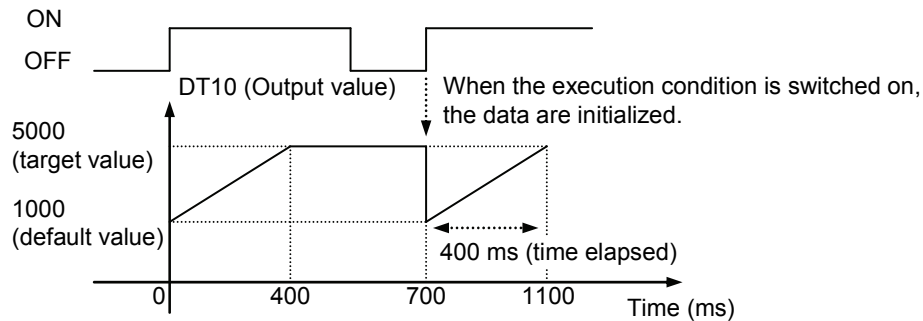 ON
OFF
DT10 (Output value)
When the execution condition is switched on,
the data are initialized.
5000
(target value)
1000
(default value)
400 ms (time elapsed)
0 400 700 1100
Time (ms)